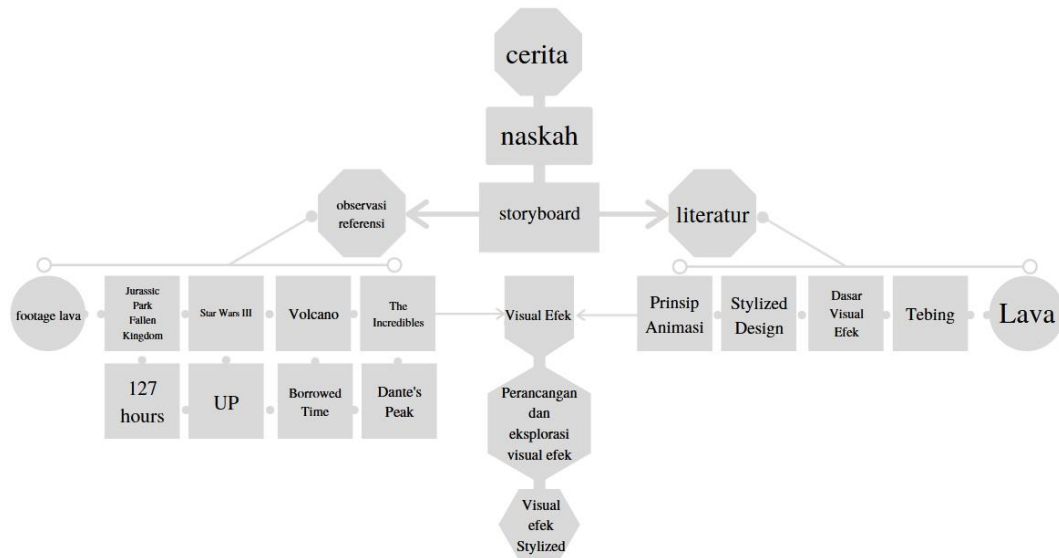 cerita
naskah
observasi
referensi
storyboard
literatur
footage lava
Jurassic
Park
Fallen
Kingdom
Star Wars III
Volcano
The
Incredibles
Visual Efek
Prinsip
Animasi
Stylized
Design
Dasar
Visual
Efek
Tebing
Lava
127
hours
UP
Borrowed
Time
Dante's
Peak
Perancangan
dan
eksplorasi
visual efek
Visual
efek
Stylized